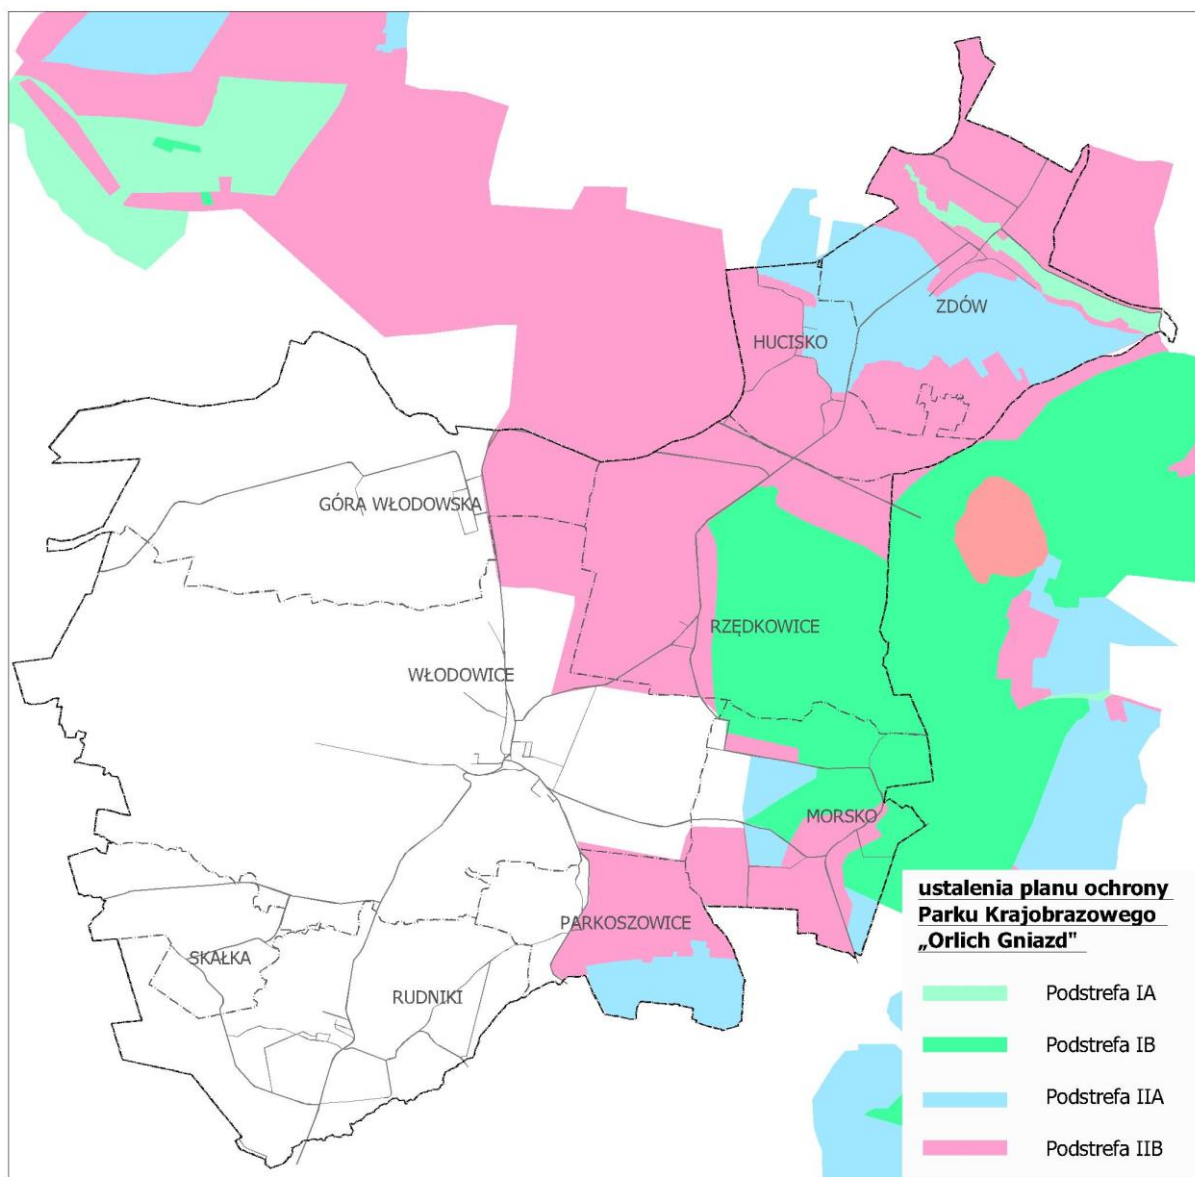 ZDÓW
HUCISKO
GÓRA WŁODOWSKA
RZĘDKOWICE
WŁODOWICE
MORSKO
PARKOSZOWICE
SKAŁKA
RUDNIKI
ustalenia planu ochrony
Parku Krajobrazowego
„Orlich Gniazd"
Podstrefa IA
Podstrefa IB
Podstrefa IIA
Podstrefa IIB